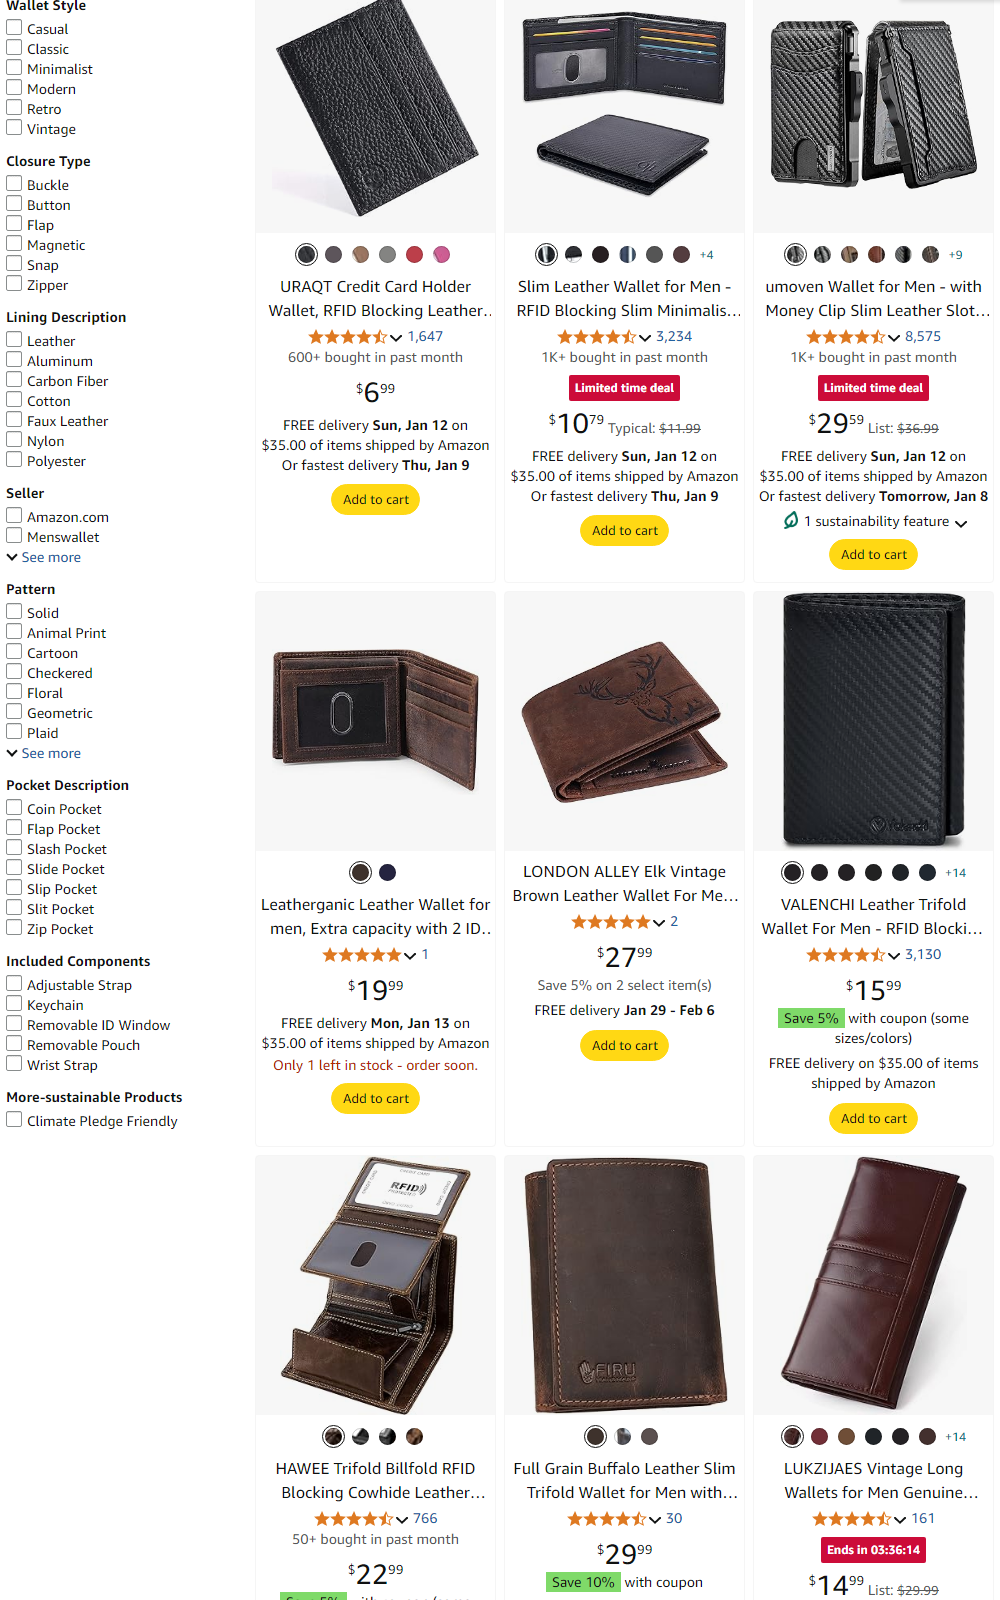 Wallet Style
Casual
Classic
Minimalist
Modern
Retro
Vintage
Closure Type
Buckle
Button
Flap
Magnetic
Snap
Zipper
Lining Description
Leather
Aluminum
Carbon Fiber
Cotton
Faux Leather
Nylon
Polyester
Seller
Amazon.com
Menswallet
See more
Pattern
Solid
Animal Print
Cartoon
Checkered
Floral
Geometric
Plaid
See more
Pocket Description
Coin Pocket
Flap Pocket
Slash Pocket
Slide Pocket
Slip Pocket
Slit Pocket
Zip Pocket
Included Components
Adjustable Strap
Keychain
Removable ID Window
Removable Pouch
Wrist Strap
More-sustainable Products
Climate Pledge Friendly
URAQT Credit Card Holder
Wallet, RFID Blocking Leather…
1,647
600+ bought in past month
$6.99
FREE delivery Sun, Jan 12 on
$35.00 of items shipped by Amazon
Or fastest delivery Thu, Jan 9
Add to cart
+4
Slim Leather Wallet for Men -
RFID Blocking Slim Minimalis…
3,234
1K+ bought in past month
Limited time deal
$10.79 Typical: $11.99
FREE delivery Sun, Jan 12 on
$35.00 of items shipped by Amazon
Or fastest delivery Thu, Jan 9
Add to cart
+9
umoven Wallet for Men - with
Money Clip Slim Leather Slot…
8,575
1K+ bought in past month
Limited time deal
$29.59 List: $36.99
FREE delivery Sun, Jan 12 on
$35.00 of items shipped by Amazon
Or fastest delivery Tomorrow, Jan 8
1 sustainability feature
Add to cart
Leatherganic Leather Wallet for
men, Extra capacity with 2 ID…
1
$19.99
FREE delivery Mon, Jan 13 on
$35.00 of items shipped by Amazon
Only 1 left in stock - order soon.
Add to cart
LONDON ALLEY Elk Vintage
Brown Leather Wallet For Me…
2
$27.99
Save 5% on 2 select item(s)
FREE delivery Jan 29 - Feb 6
Add to cart
+14
VALENCHI Leather Trifold
Wallet For Men - RFID Blocki…
3,130
$15.99
Save 5% with coupon (some
sizes/colors)
FREE delivery on $35.00 of items
shipped by Amazon
Add to cart
RFID
HAWEE Trifold Billfold RFID
Blocking Cowhide Leather…
766
50+ bought in past month
$22.99
Save 5% with coupon (some
FIRU
Full Grain Buffalo Leather Slim
Trifold Wallet for Men with…
30
$29.99
Save 10% with coupon
+14
LUKZIJAES Vintage Long
Wallets for Men Genuine…
161
Ends in 03:36:14
$14.99 List: $29.99